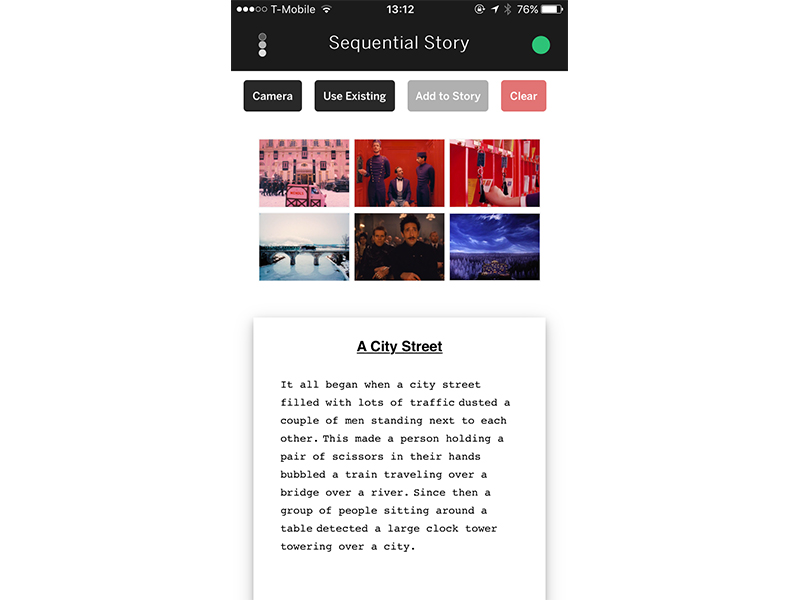 T-Mobile 13:12 76%
Sequential Story
Camera Use Existing Add to Story Clear
A City Street
It all began when a city street
filled with lots of traffic dusted a
couple of men standing next to each
other. This made a person holding a
pair of scissors in their hands
bubbled a train traveling over a
bridge over a river. Since then a
group of people sitting around a
table detected a large clock tower
towering over a city.